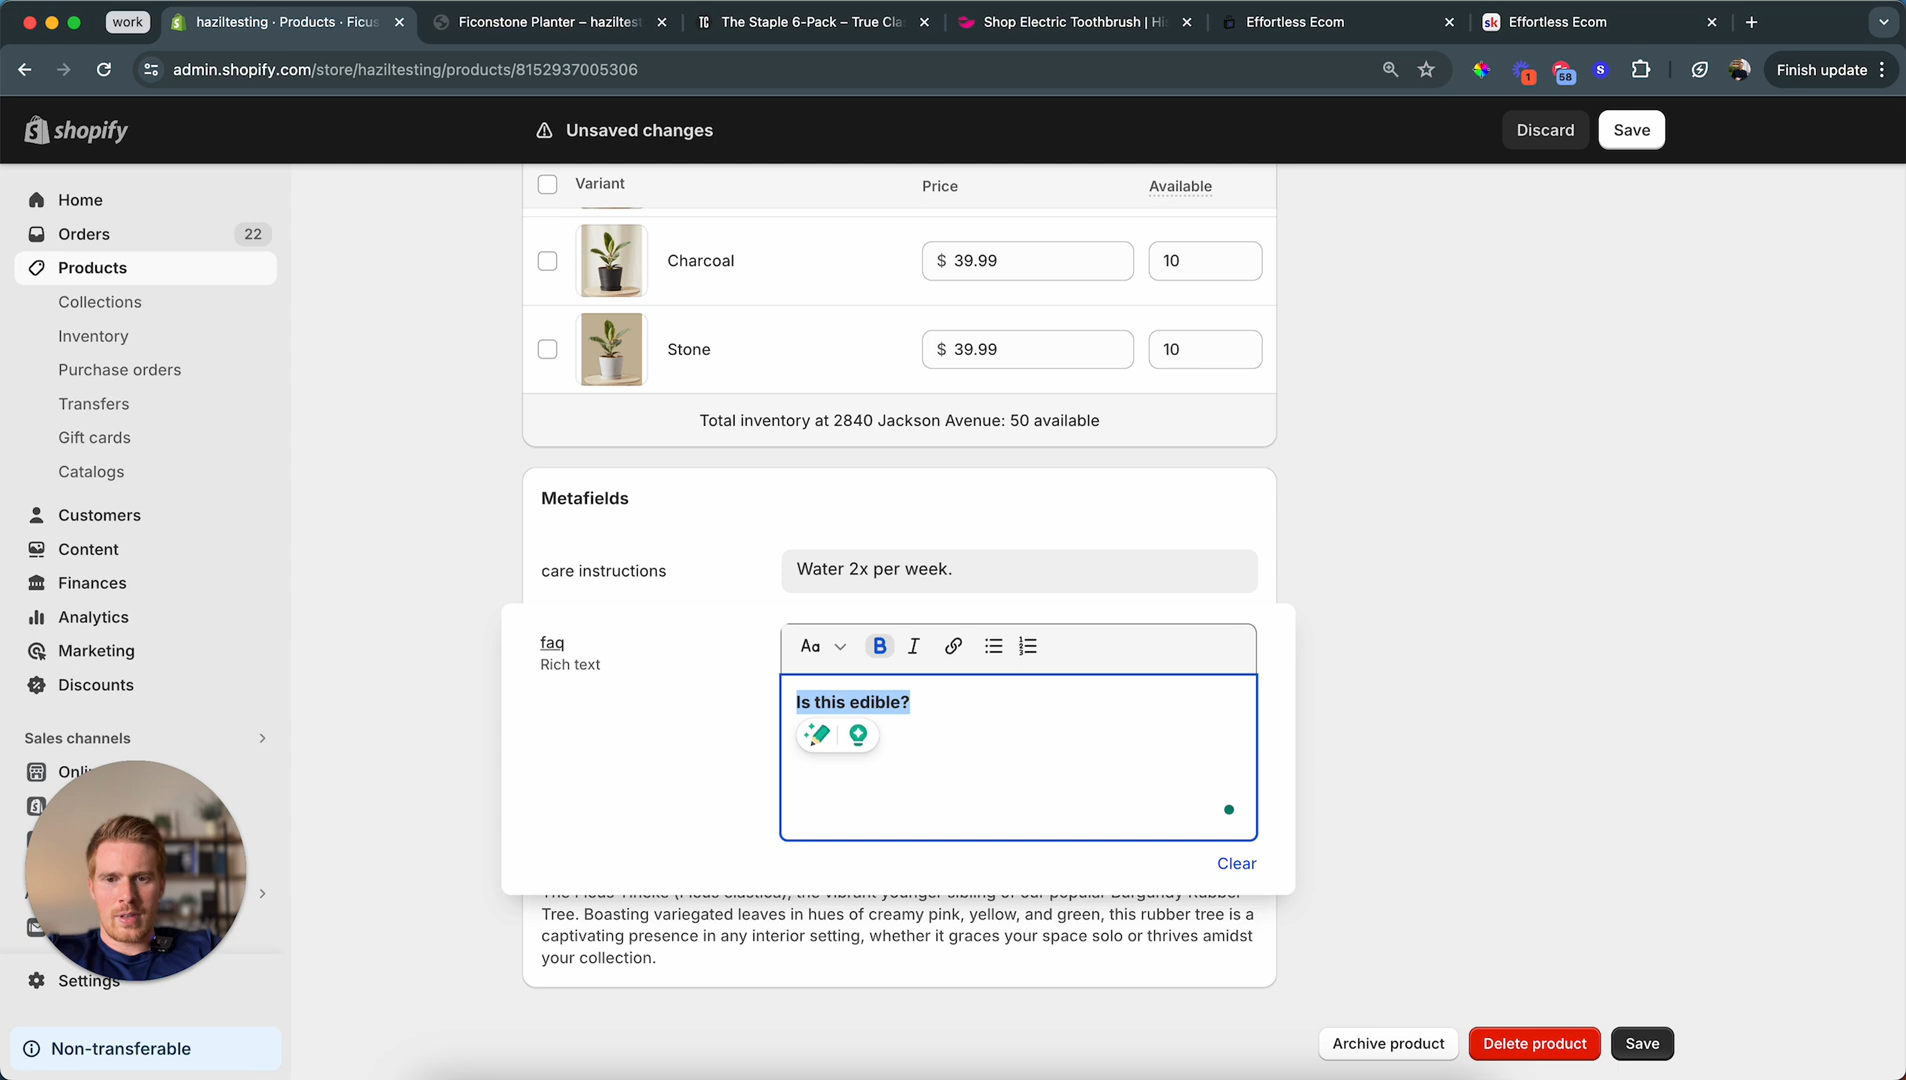 work
haziltesting · Products · Ficus
Ficonstone Planter – haziltest
The Staple 6-Pack – True Cla
Shop Electric Toothbrush | Hi
Effortless Ecom
sk
Effortless Ecom
admin.shopify.com/store/haziltesting/products/8152937005306
1
58
S
Finish update
shopify
Unsaved changes
Discard
Save
Home
Orders
22
Products
Collections
Inventory
Purchase orders
Transfers
Gift cards
Catalogs
Customers
Content
Finances
Analytics
Marketing
Discounts
Sales channels
Onli
Settings
Non-transferable
Variant
Price
Available
Charcoal
$ 39.99
10
Stone
$ 39.99
10
Total inventory at 2840 Jackson Avenue: 50 available
Metafields
care instructions
Water 2x per week.
faq
Rich text
Aa
B I
Is this edible?
Clear
Tree. Boasting variegated leaves in hues of creamy pink, yellow, and green, this rubber tree is a
captivating presence in any interior setting, whether it graces your space solo or thrives amidst
your collection.
Archive product
Delete product
Save